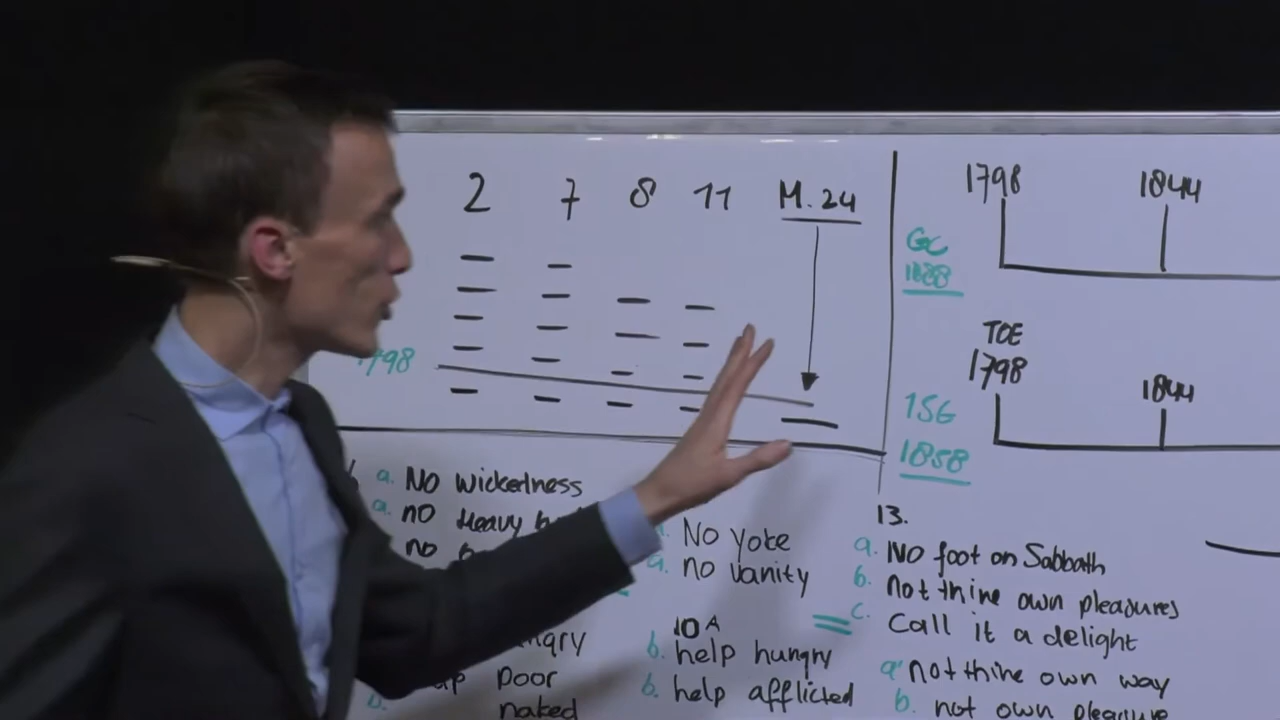 2 7 8 11 M.24
1798
a. No wickedness
a. no Heavy
no
ngry
poor
b. naked
No yoke
a. no vanity
10A
b. help hungry
b. help afflicted
1798 1844
GC
1888
TOE
1798 1844
1SG
1858
13.
a. No foot on Sabbath
b. not thine own pleasures
c. Call it a delight
a' not thine own way
b. not own pleasure